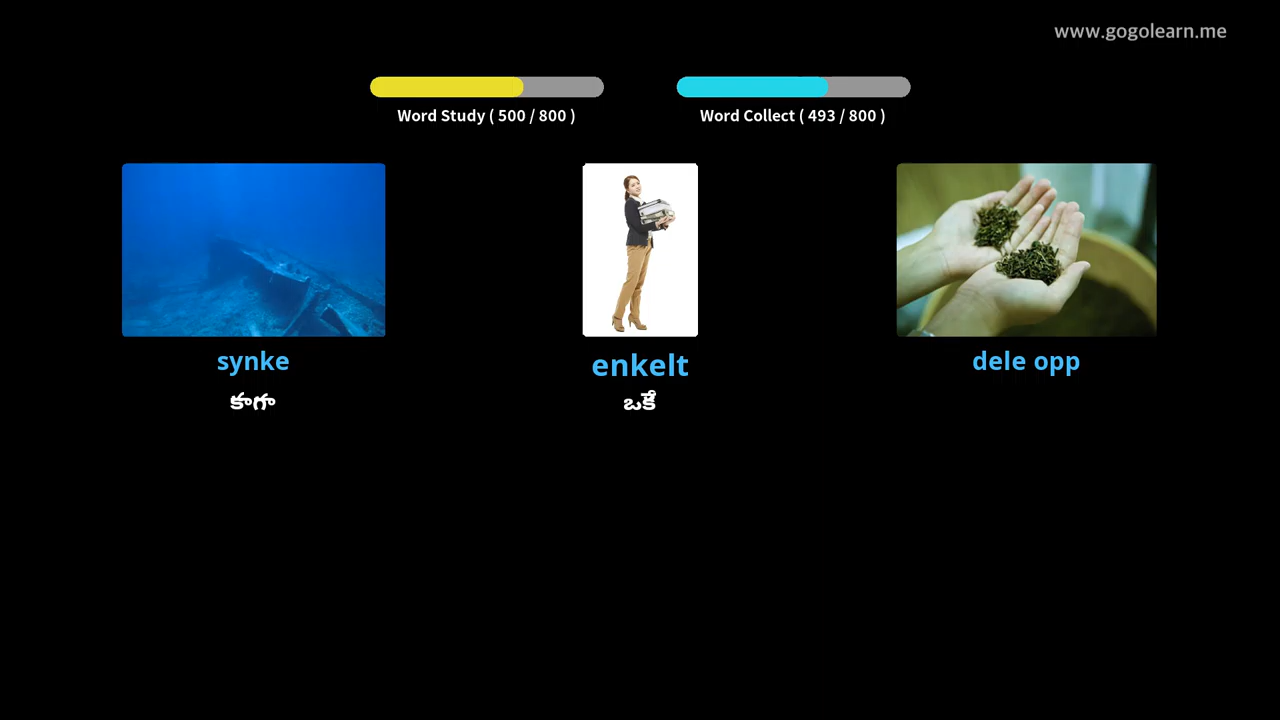 www.gogolearn.me
Word Study ( 500 / 800 )
Word Collect ( 493 / 800 )
synke
enkelt
dele opp
కాగా
ఒకే